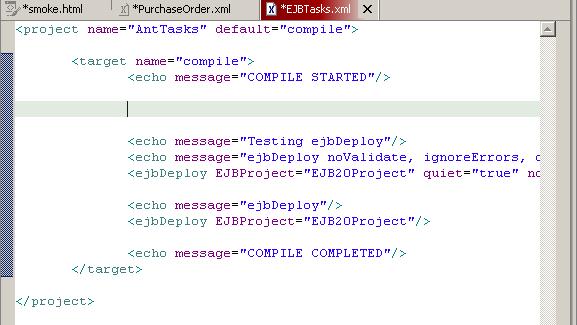 *smoke.html *PurchaseOrder.xml *EJBTasks.xml
<project name="AntTasks" default="compile">
<target name="compile">
<echo message="COMPILE STARTED"/>
<echo message="Testing ejbDeploy"/>
<echo message="ejbDeploy noValidate, ignoreErrors,
<ejbDeploy EJBProject="EJB20Project" quiet="true" no
<echo message="ejbDeploy"/>
<ejbDeploy EJBProject="EJB20Project"/>
<echo message="COMPILE COMPLETED"/>
</target>
</project>